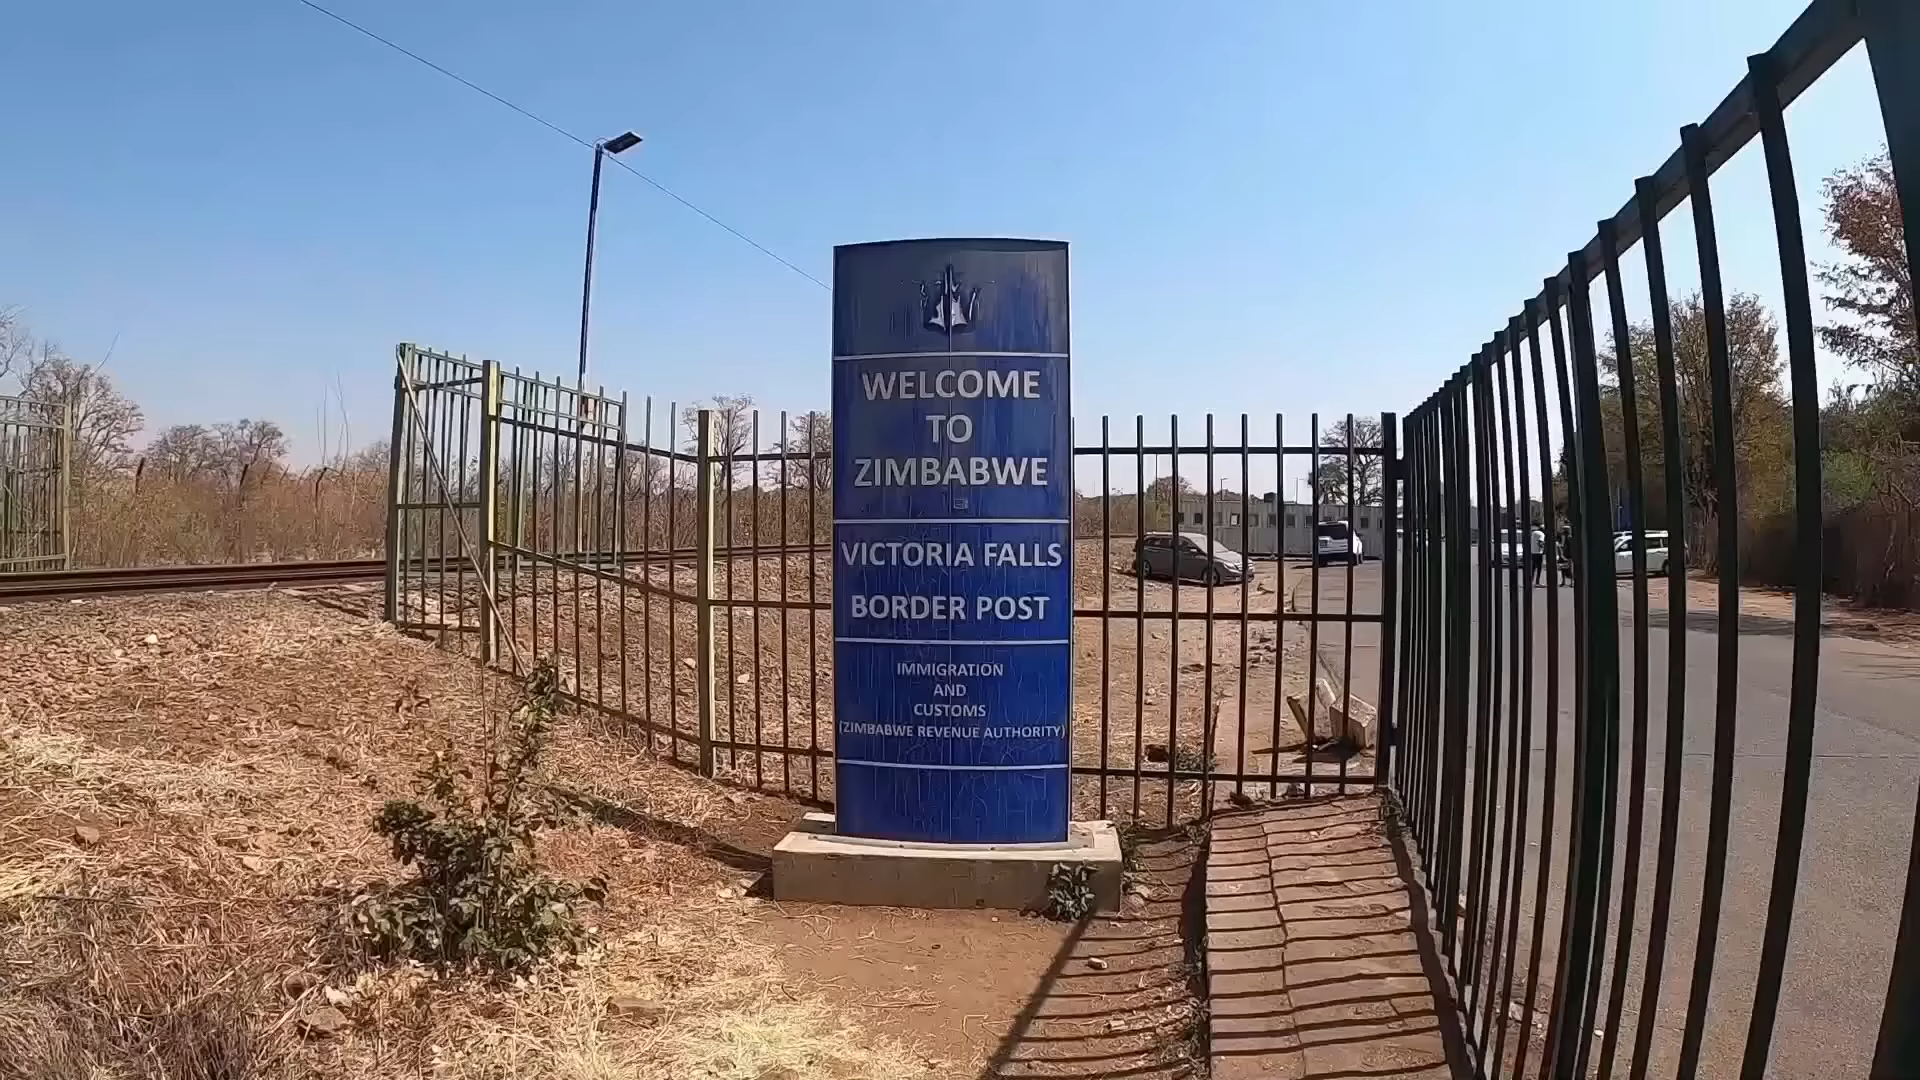 WELCOME
TO
ZIMBABWE
VICTORIA FALLS
BORDER POST
IMMIGRATION
AND
CUSTOMS
(ZIMBABWE REVENUE AUTHORITY)